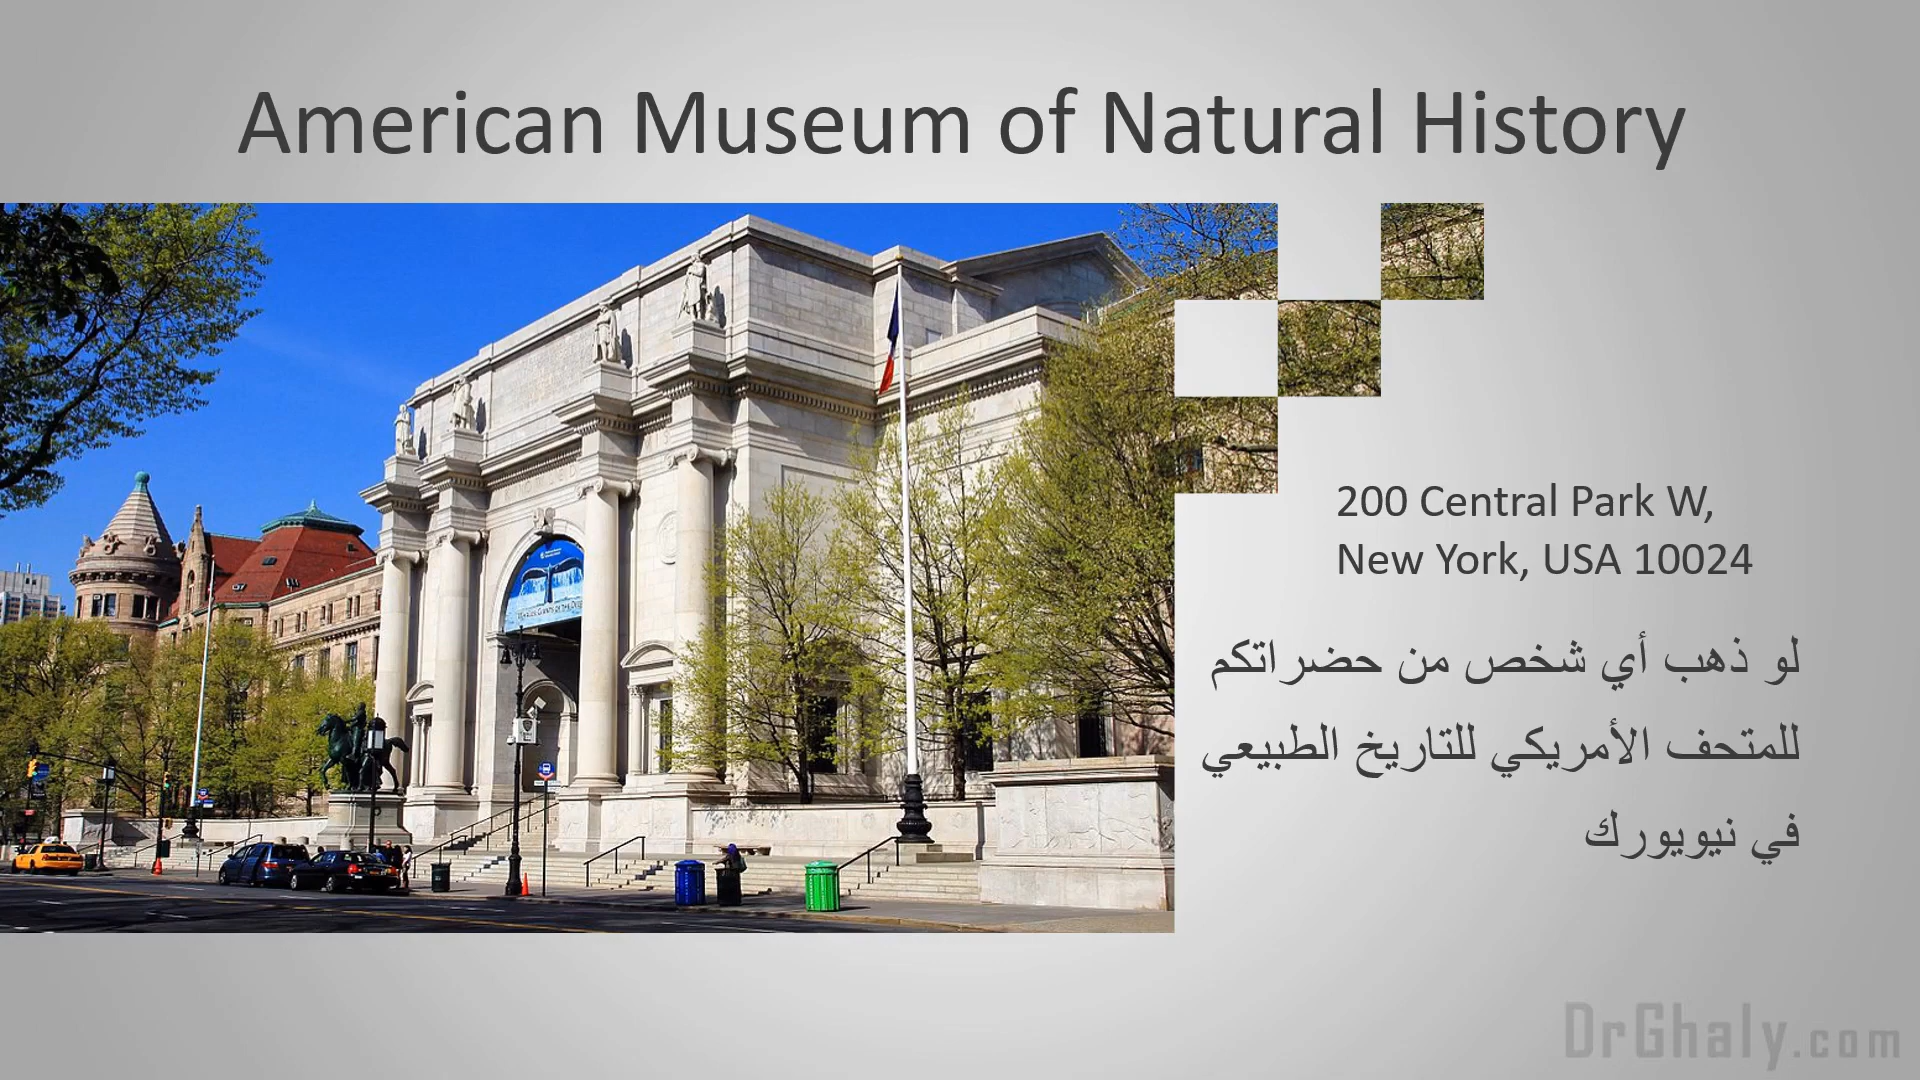 American Museum of Natural History
200 Central Park W,
New York, USA 10024
لو ذهب أي شخص من حضراتكم
للمتحف الأمريكي للتاريخ الطبيعي
في نيويورك
DrGhaly.com